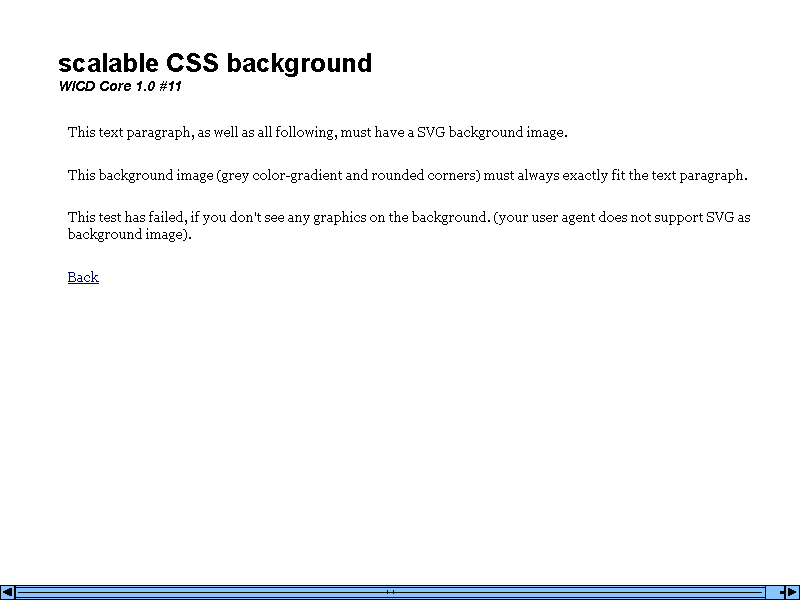 scalable CSS background
WICD Core 1.0 #11
This text paragraph, as well as all following, must have a SVG background image.
This background image (grey color-gradient and rounded corners) must always exactly fit the text paragraph.
This test has failed, if you don't see any graphics on the background. (your user agent does not support SVG as
background image).
Back